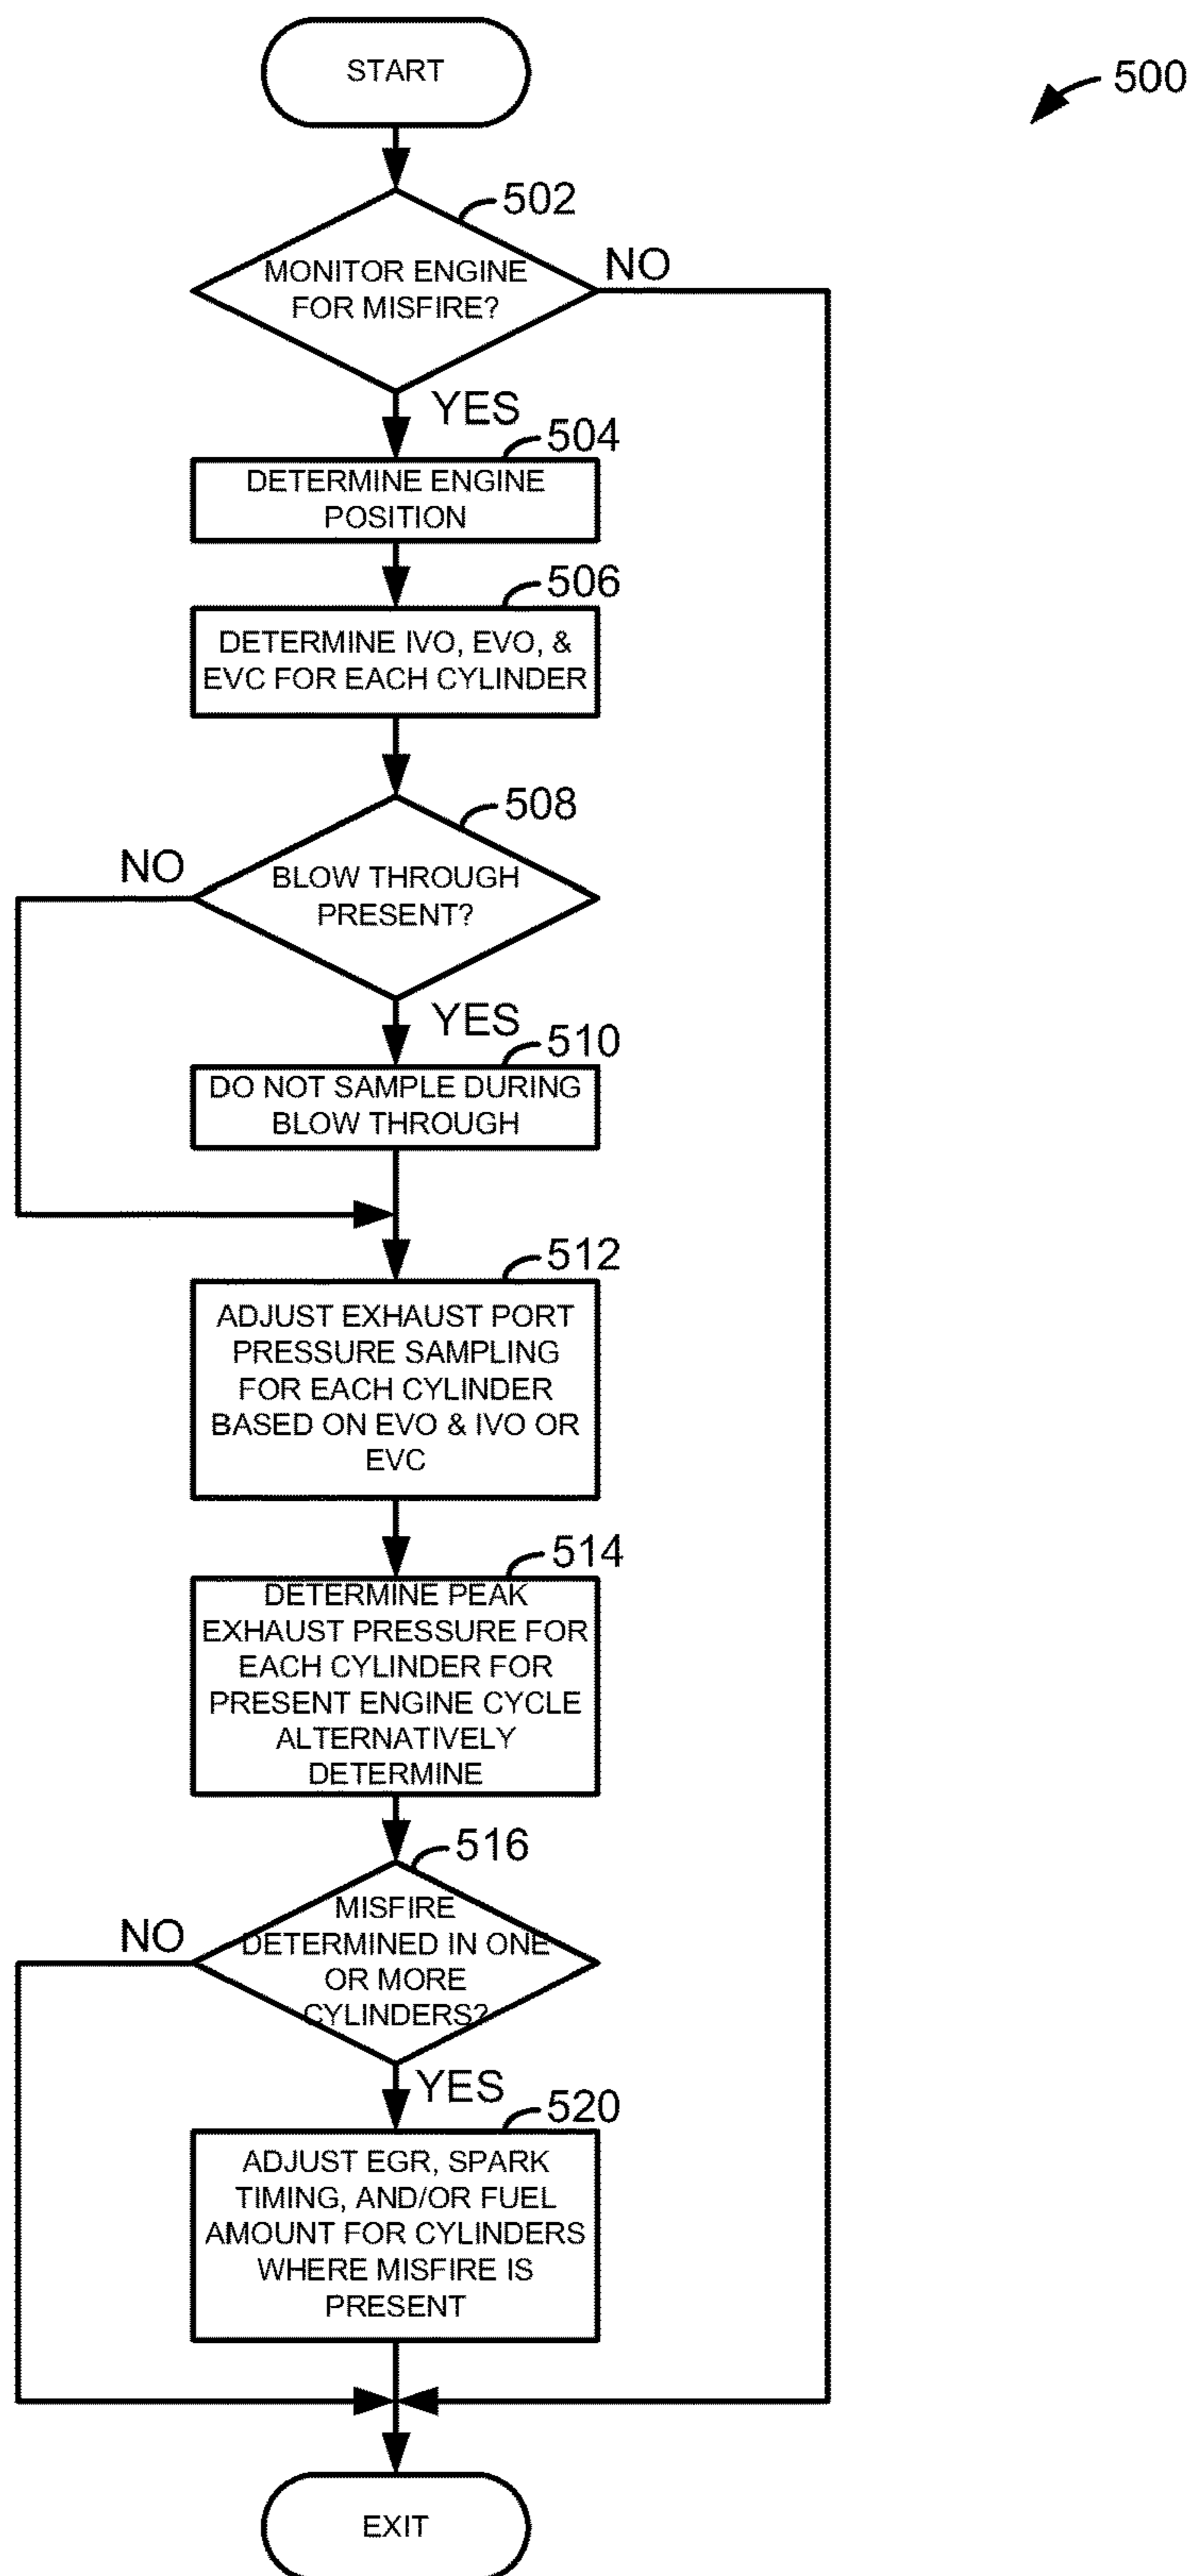 START
500
502
MONITOR ENGINE
FOR MISFIRE?
NO
YES
504
DETERMINE ENGINE
POSITION
506
DETERMINE IVO, EVO, &
EVC FOR EACH CYLINDER
508
NO
BLOW THROUGH
PRESENT?
YES
510
DO NOT SAMPLE DURING
BLOW THROUGH
512
ADJUST EXHAUST PORT
PRESSURE SAMPLING
FOR EACH CYLINDER
BASED ON EVO & IVO OR
EVC
514
DETERMINE PEAK
EXHAUST PRESSURE FOR
EACH CYLINDER FOR
PRESENT ENGINE CYCLE
ALTERNATIVELY
DETERMINE
516
NO
MISFIRE
DETERMINED IN ONE
OR MORE
CYLINDERS?
YES
520
ADJUST EGR, SPARK
TIMING, AND/OR FUEL
AMOUNT FOR CYLINDERS
WHERE MISFIRE IS
PRESENT
EXIT